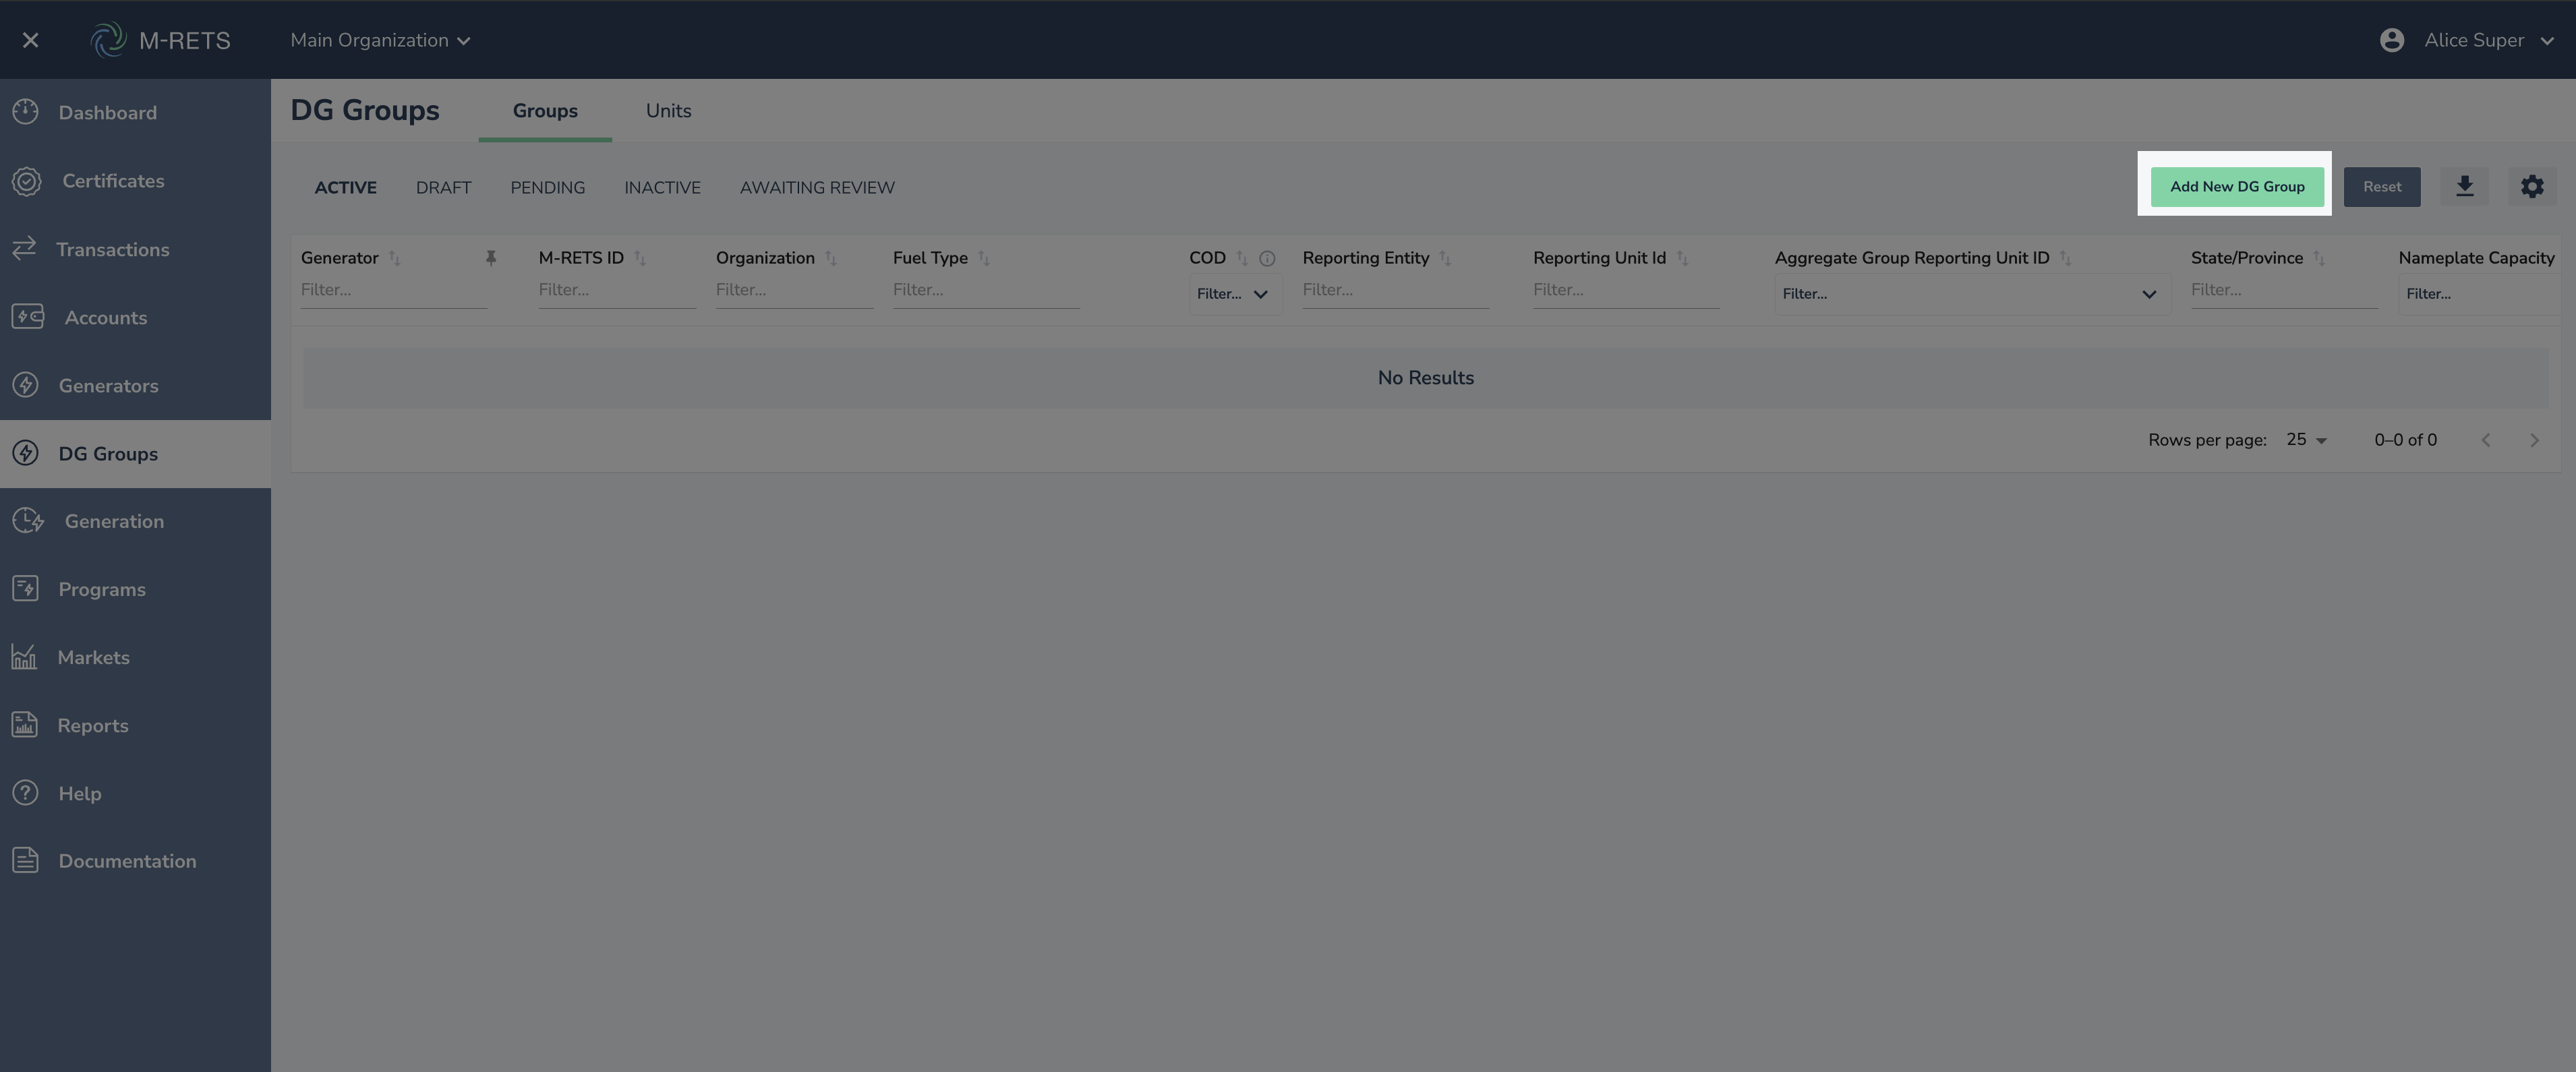 M-RETS
Main Organization
Alice Super
Dashboard
Certificates
Transactions
Accounts
Generators
DG Groups
Generation
Programs
Markets
Reports
Help
Documentation
DG Groups
Groups
Units
ACTIVE
DRAFT
PENDING
INACTIVE
AWAITING REVIEW
Add New DG Group
Reset
Generator
M-RETS ID
Organization
Fuel Type
COD
Reporting Entity
Reporting Unit Id
Aggregate Group Reporting Unit ID
State/Province
Nameplate Capacity
Filter...
Filter...
Filter...
Filter...
Filter...
Filter...
Filter...
Filter...
Filter...
Filter...
No Results
Rows per page:
25
0–0 of 0